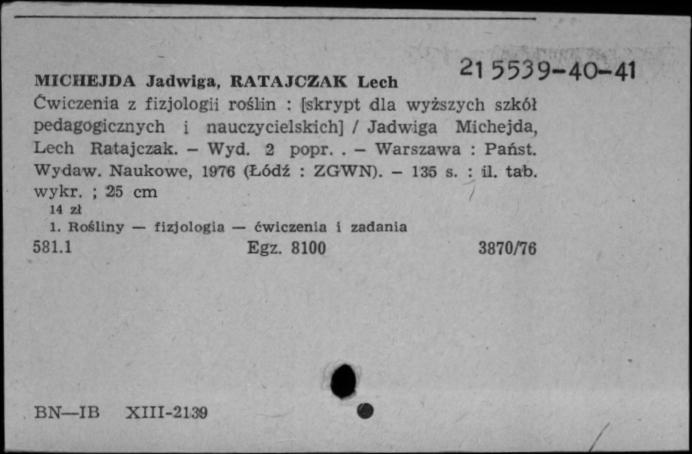 215539-40-41
MICHEJDA Jadwiga, RATAJCZAK Lech
Ćwiczenia z fizjologii roślin : [skrypt dla wyższych szkół
pedagogicznych i nauczycielskich] / Jadwiga Michejda,
Lech Ratajczak. — Wyd. 2 popr. . — Warszawa : Państ.
Wydaw. Naukowe, 1976 (Łódź : ZGWN). — 135 s. : il. tab.
wykr. ; 25 cm
14 zł
1. Rośliny — fizjologia — ćwiczenia i zadania
581.1 Egz. 8100 3870/76
BN—IB XIII-2139